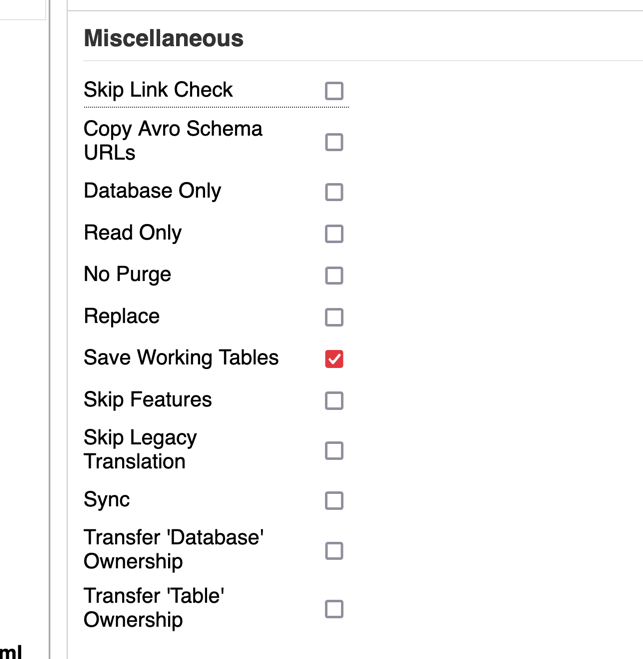 Miscellaneous
Skip Link Check
Copy Avro Schema
URLs
Database Only
Read Only
No Purge
Replace
Save Working Tables
Skip Features
Skip Legacy
Translation
Sync
Transfer 'Database'
Ownership
Transfer 'Table'
Ownership
ml